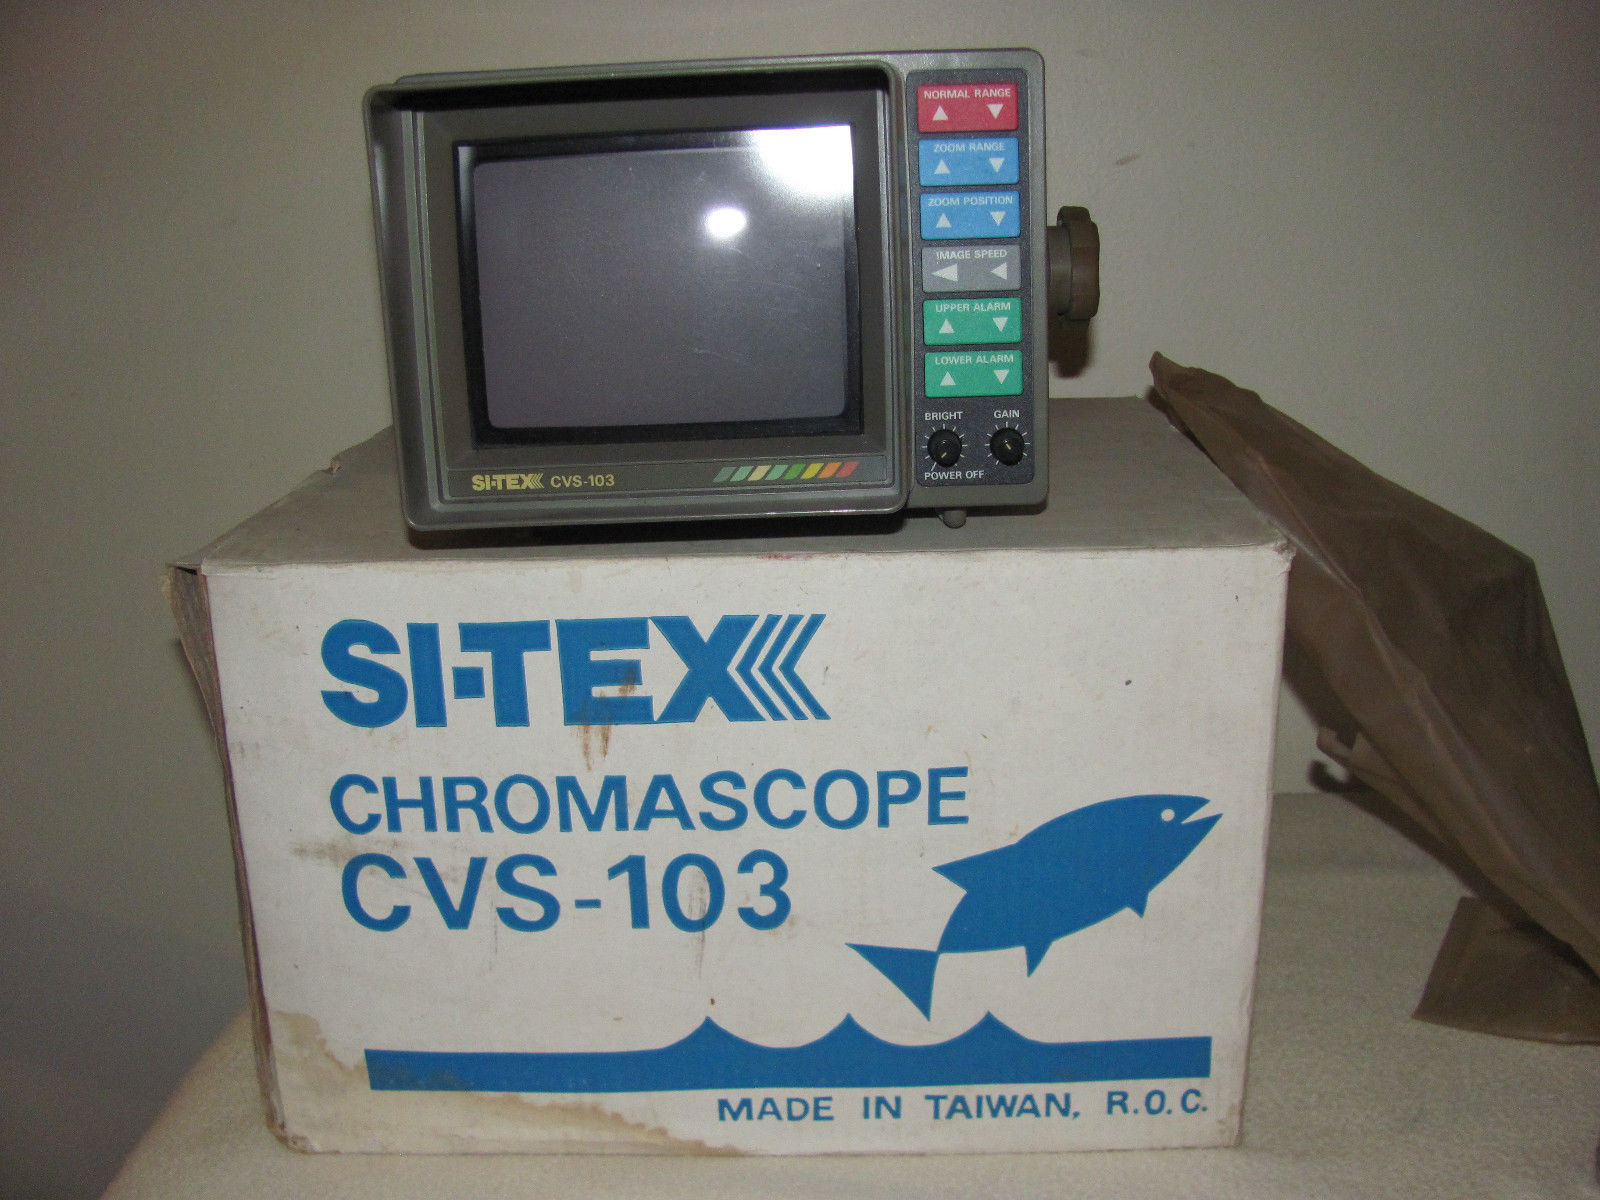 NORMAL RANGE
ZOOM RANGE
ZOOM POSITION
IMAGE SPEED
UPPER ALARM
LOWER ALARM
BRIGHT GAIN
POWER OFF
SI-TEX CVS-103
SI-TEX
CHROMASCOPE
CVS-103
MADE IN TAIWAN, R.O.C.